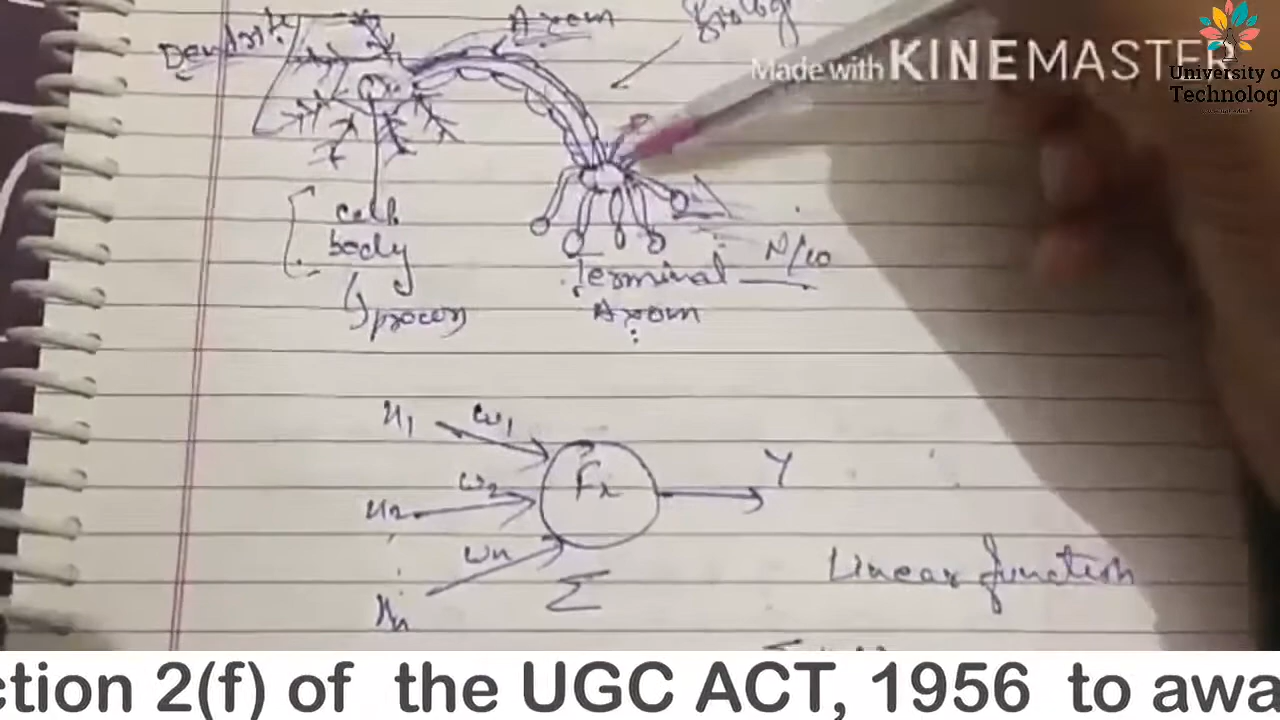 Axom
Dendrite
Biolog
Made with KINEMASTER
University of
Technology
cell
body
process
N/w
Terminal
Axom
x1 w1
w2
x2
Fx
Y
wn
xn
Σ
Linear function
ction 2(f) of the UGC ACT, 1956 to awa